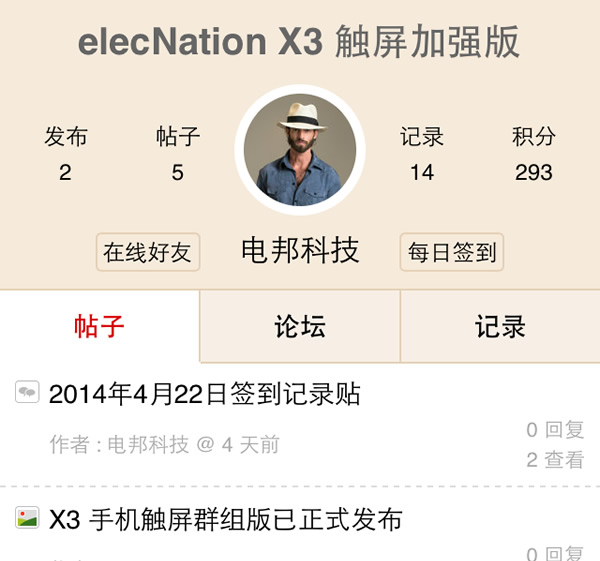 elecNation X3 触屏加强版
发布 帖子 记录 积分
2 5 14 293
在线好友 电邦科技 每日签到
帖子 论坛 记录
2014年4月22日签到记录贴
0 回复
作者 : 电邦科技 @ 4 天前
2 查看
X3 手机触屏群组版已正式发布
0 回复